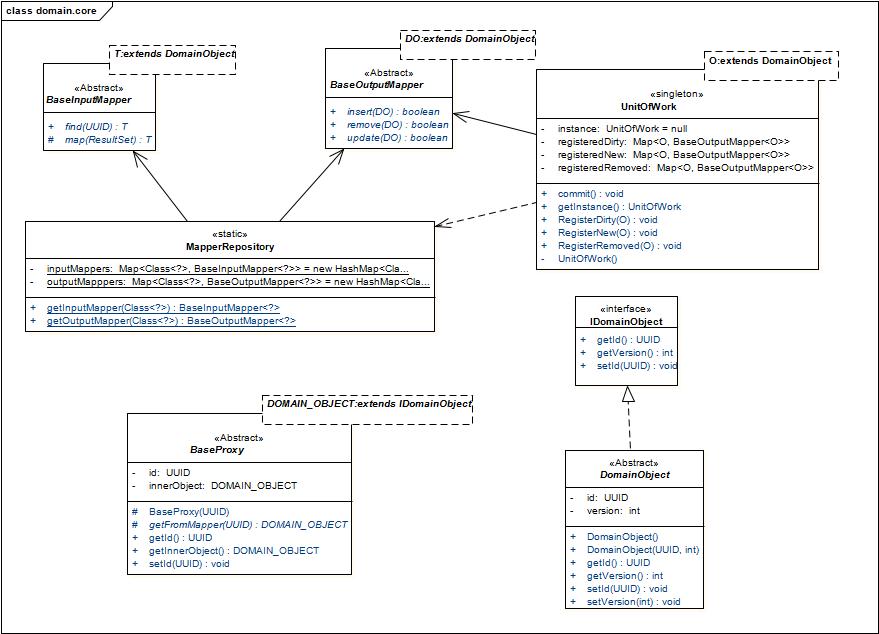 class domain.core
T:extends DomainObject
«Abstract»
BaseInputMapper
+ find(UUID) : T
# map(ResultSet) : T
DO:extends DomainObject
«Abstract»
BaseOutputMapper
+ insert(DO) : boolean
+ remove(DO) : boolean
+ update(DO) : boolean
O:extends DomainObject
«singleton»
UnitOfWork
- instance: UnitOfWork = null
- registeredDirty: Map<O, BaseOutputMapper<O>>
- registeredNew: Map<O, BaseOutputMapper<O>>
- registeredRemoved: Map<O, BaseOutputMapper<O>>
+ commit() : void
+ getInstance() : UnitOfWork
+ RegisterDirty(O) : void
+ RegisterNew(O) : void
+ RegisterRemoved(O) : void
- UnitOfWork()
«static»
MapperRepository
- inputMappers: Map<Class<?>, BaseInputMapper<?>> = new HashMap<Cla...
- outputMapppers: Map<Class<?>, BaseOutputMapper<?>> = new HashMap<Cla...
+ getInputMapper(Class<?>) : BaseInputMapper<?>
+ getOutputMapper(Class<?>) : BaseOutputMapper<?>
«interface»
IDomainObject
+ getId() : UUID
+ getVersion() : int
+ setId(UUID) : void
DOMAIN_OBJECT:extends IDomainObject
«Abstract»
BaseProxy
- id: UUID
- innerObject: DOMAIN_OBJECT
# BaseProxy(UUID)
# getFromMapper(UUID) : DOMAIN_OBJECT
+ getId() : UUID
+ getInnerObject() : DOMAIN_OBJECT
+ setId(UUID) : void
«Abstract»
DomainObject
- id: UUID
- version: int
+ DomainObject()
+ DomainObject(UUID, int)
+ getId() : UUID
+ getVersion() : int
+ setId(UUID) : void
+ setVersion(int) : void